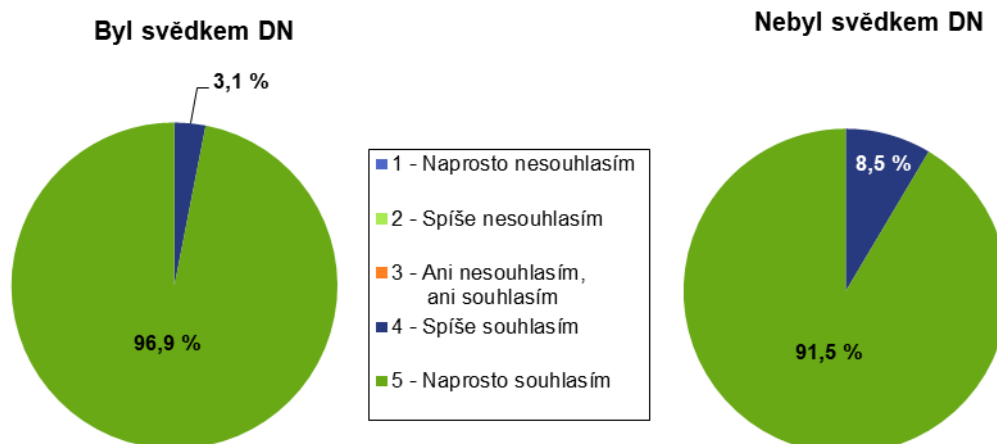 Byl svědkem DN
3,1 %
96,9 %
1 - Naprosto nesouhlasím
2 - Spíše nesouhlasím
3 - Ani nesouhlasím,
ani souhlasím
4 - Spíše souhlasím
5 - Naprosto souhlasím
Nebyl svědkem DN
8,5 %
91,5 %